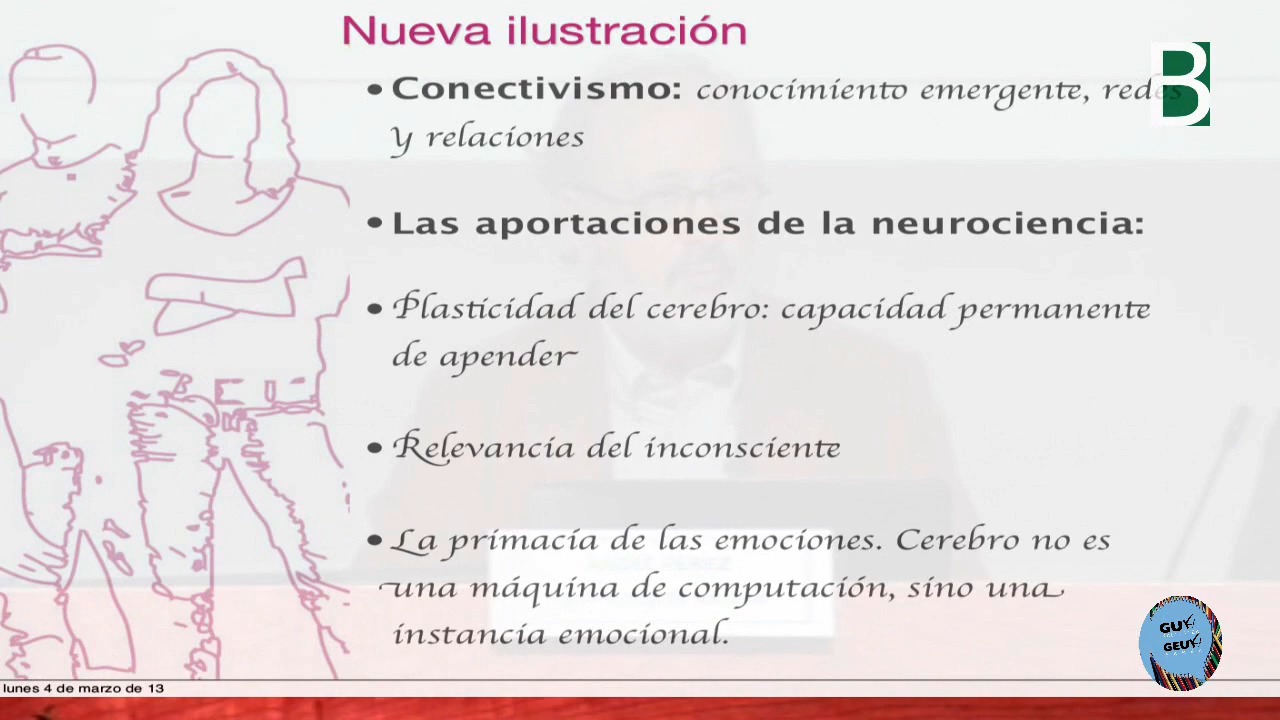 Nueva ilustración
B
• Conectivismo: conocimiento emergente, redes
y relaciones
• Las aportaciones de la neurociencia:
• Plasticidad del cerebro: capacidad permanente
de apender
• Relevancia del inconsciente
• La primacía de las emociones. Cerebro no es
una máquina de computación, sino una
instancia emocional.
GUY
GEUY
lunes 4 de marzo de 13